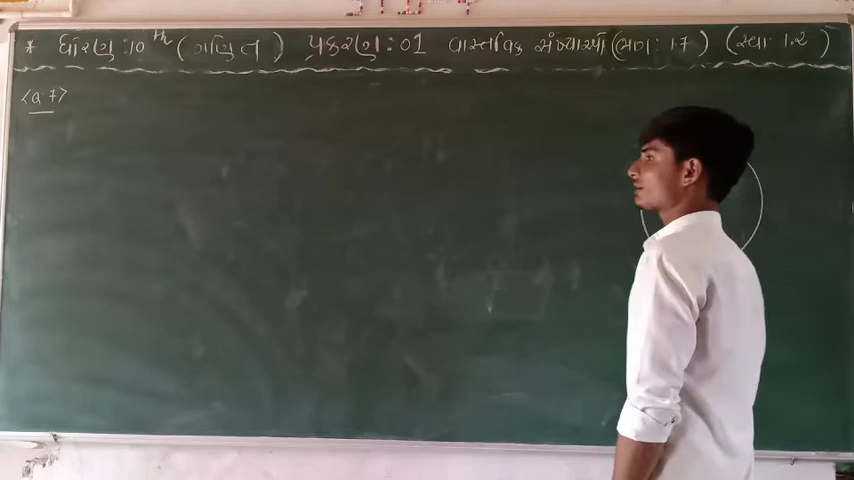 * ધોરણ : 10th (ગણિત) પ્રકરણ : 01 વાસ્તવિક સંખ્યાઓ (ભાગ : 17) (સ્વા 1.2)
<Q.7>